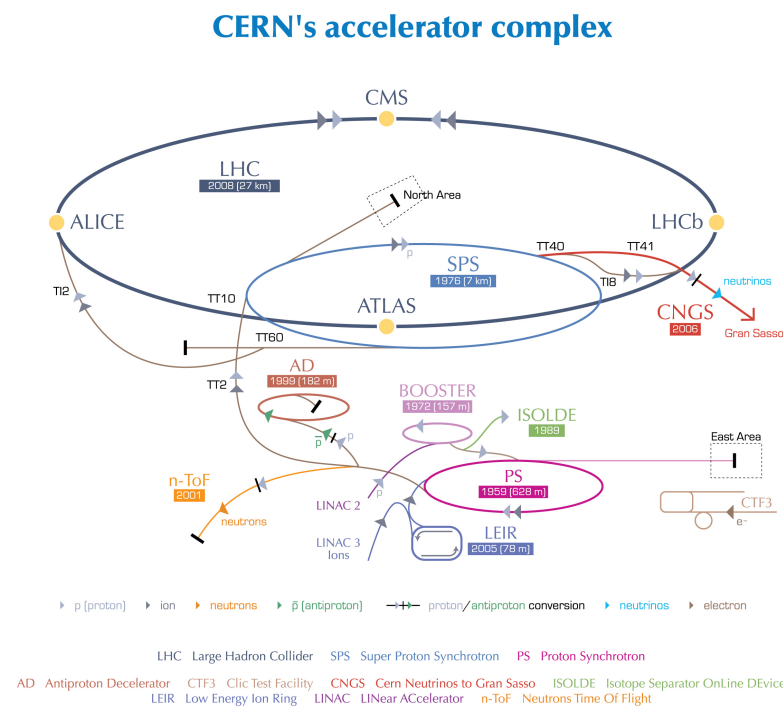 CERN's accelerator complex
CMS
LHC
2008 (27 km)
North Area
ALICE
LHCb
TT40
TT41
p
SPS
1976 (7 km)
TI8
neutrinos
TI2
TT10
ATLAS
CNGS
2006
Gran Sasso
TT60
AD
1999 (182 m)
TT2
BOOSTER
1972 (157 m)
ISOLDE
1989
p̅
p
East Area
n-ToF
2001
PS
1959 (628 m)
LINAC 2
p
neutrons
CTF3
e-
LINAC 3
Ions
LEIR
2005 (78 m)
p (proton) ion neutrons p̅ (antiproton) proton/antiproton conversion neutrinos electron
LHC Large Hadron Collider SPS Super Proton Synchrotron PS Proton Synchrotron
AD Antiproton Decelerator CTF3 Clic Test Facility CNGS Cern Neutrinos to Gran Sasso ISOLDE Isotope Separator OnLine DEvice
LEIR Low Energy Ion Ring LINAC LINear ACcelerator n-ToF Neutrons Time Of Flight